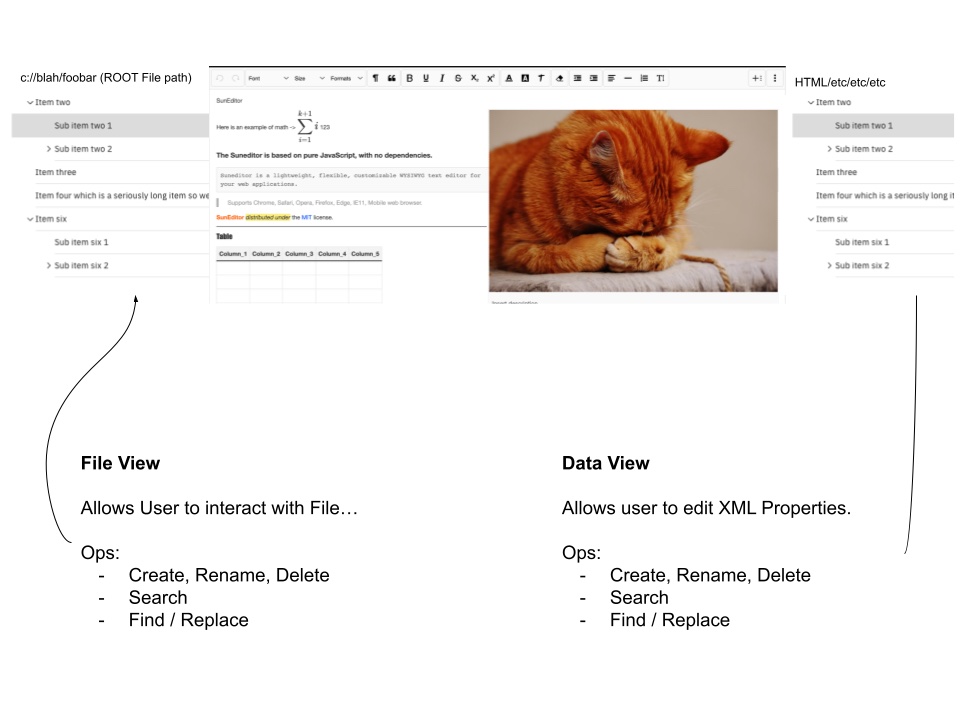 c://blah/foobar (ROOT File path)
Item two
Sub item two 1
Sub item two 2
Item three
Item four which is a seriously long item so we
Item six
Sub item six 1
Sub item six 2
Font Size Formats
SunEditor
Here is an example of math -> k+1 ∑ i=1 i 123
The Suneditor is based on pure JavaScript, with no dependencies.
Suneditor is a lightweight, flexible, customizable WYSIWYG text editor for
your web applications.
Supports Chrome, Safari, Opera, Firefox, Edge, IE11, Mobile web browser.
SunEditor distributed under the MIT license.
Table
Column_1 Column_2 Column_3 Column_4 Column_5
Insert description
HTML/etc/etc/etc
Item two
Sub item two 1
Sub item two 2
Item three
Item four which is a seriously long it
Item six
Sub item six 1
Sub item six 2
File View
Allows User to interact with File…
Ops:
- Create, Rename, Delete
- Search
- Find / Replace
Data View
Allows user to edit XML Properties.
Ops:
- Create, Rename, Delete
- Search
- Find / Replace